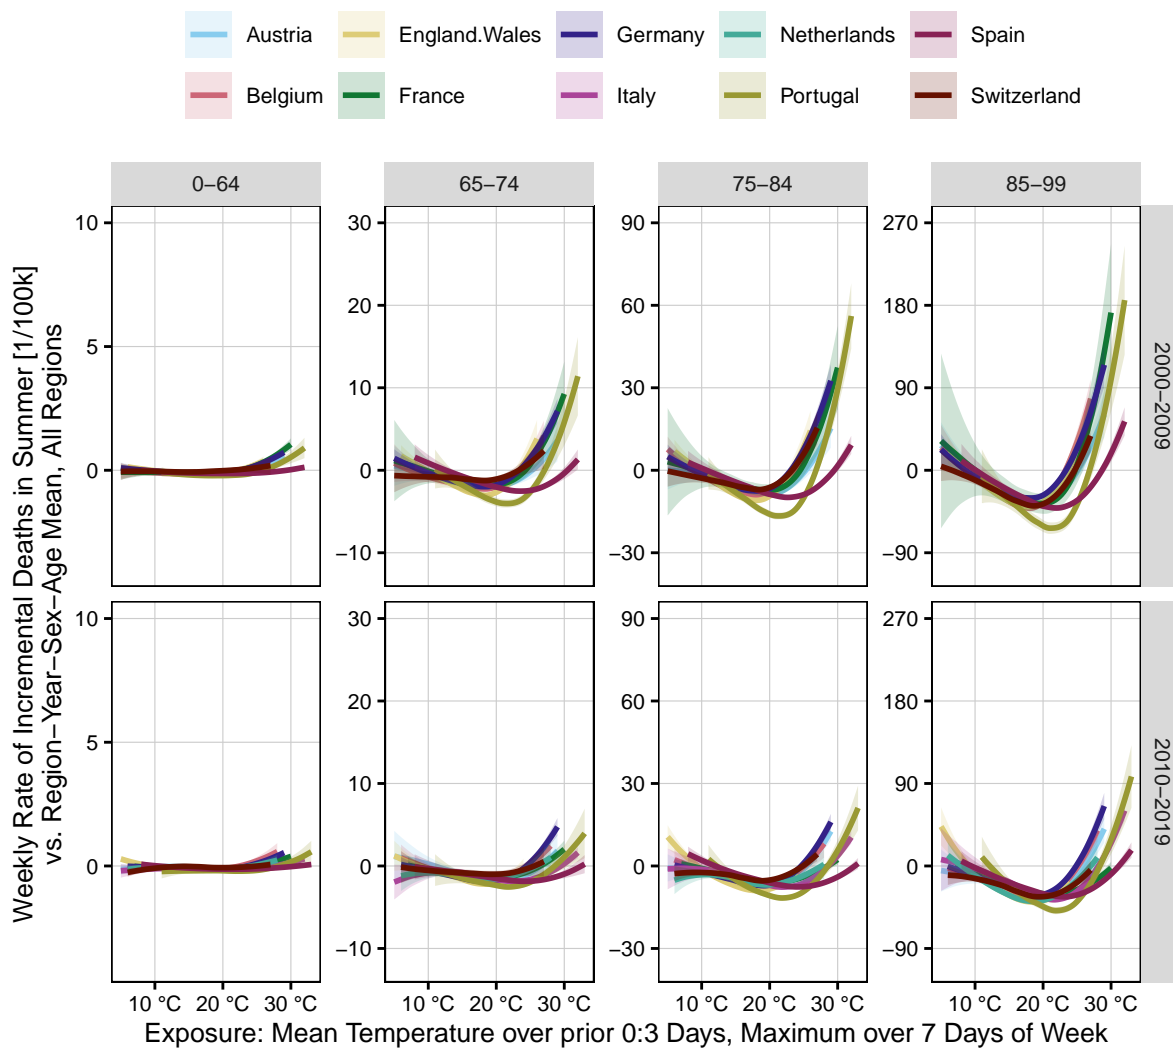 Austria England.Wales Germany Netherlands Spain
Belgium France Italy Portugal Switzerland
0−64 65−74 75−84 85−99
Weekly Rate of Incremental Deaths in Summer [1/100k]
vs. Region−Year−Sex−Age Mean, All Regions
10 30 90 270
20 60 180
5 10 30 90
0 0 0 0
−10 −30 −90
2000−2009
10 30 90 270
20 60 180
5 10 30 90
0 0 0 0
−10 −30 −90
2010−2019
10 °C 20 °C 30 °C 10 °C 20 °C 30 °C 10 °C 20 °C 30 °C 10 °C 20 °C 30 °C
Exposure: Mean Temperature over prior 0:3 Days, Maximum over 7 Days of Week